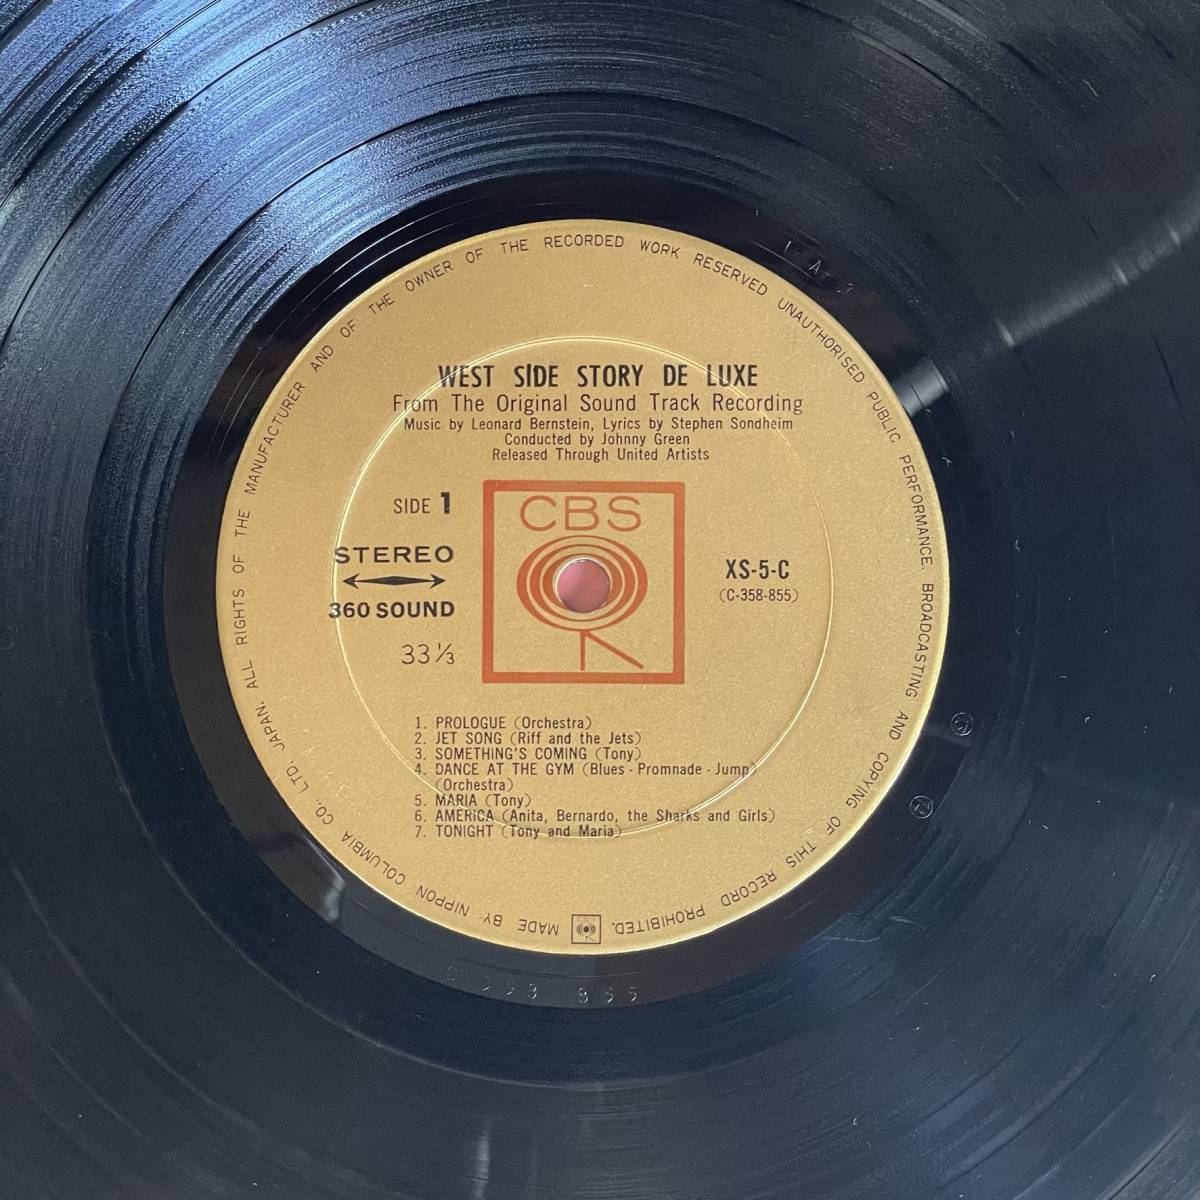 WEST SIDE STORY DE LUXE
From The Original Sound Track Recording
Music by Leonard Bernstein, Lyrics by Stephen Sondheim
Conducted by Johnny Green
Released Through United Artists
SIDE 1
STEREO
360 SOUND
33⅓
CBS
XS-5-C
(C-358-855)
1. PROLOGUE (Orchestra)
2. JET SONG (Riff and the Jets)
3. SOMETHING'S COMING (Tony)
4. DANCE AT THE GYM (Blues - Promnade - Jump)
(Orchestra)
5. MARIA (Tony)
6. AMERICA (Anita, Bernardo, the Sharks and Girls)
7. TONIGHT (Tony and Maria)
MADE BY NIPPON COLUMBIA CO., LTD. JAPAN. ALL RIGHTS OF THE MANUFACTURER AND OF THE OWNER OF THE RECORDED WORK RESERVED UNAUTHORISED PUBLIC PERFORMANCE, BROADCASTING AND COPYING OF THIS RECORD PROHIBITED.
CBS
C 358 855